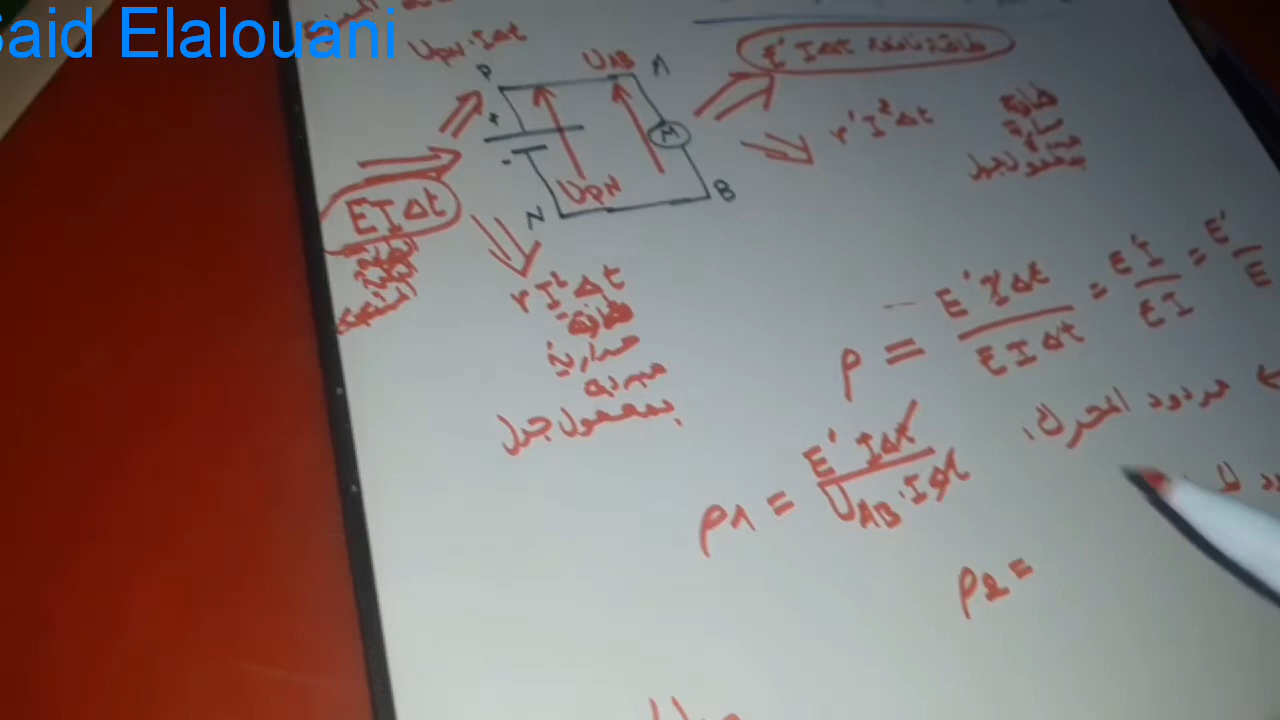 Said Elalouani
UPN·IΔt
P
UAB
A
E' IΔt طاقة نافعة
+
-
M
r'I²Δt
طاقة
حرارية
بمفعول جول
EIΔt
UPN
N
B
rI²Δt
طاقة
حرارية
مبددة
بمفعول جول
ρ = E'IΔt / EIΔt = E'I / EI = E'/E
← مردود المحرك
ρ1 = E' IΔt / UAB·IΔt
ρ2 =